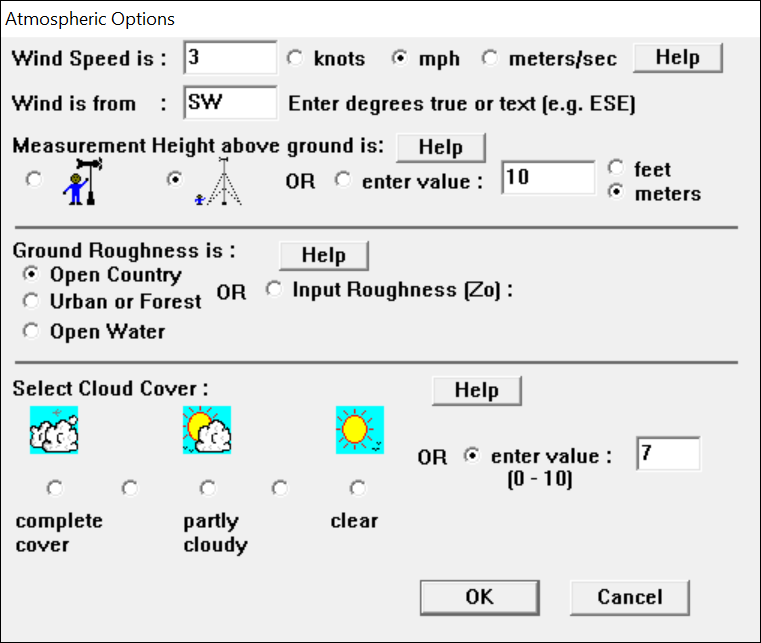 Atmospheric Options
Wind Speed is : 3 knots mph meters/sec Help
Wind is from : SW Enter degrees true or text (e.g. ESE)
Measurement Height above ground is: Help
OR enter value : 10 feet
meters
Ground Roughness is : Help
Open Country
Urban or Forest OR Input Roughness (Zo) :
Open Water
Select Cloud Cover : Help
OR enter value : 7
(0 - 10)
complete partly clear
cover cloudy
OK Cancel